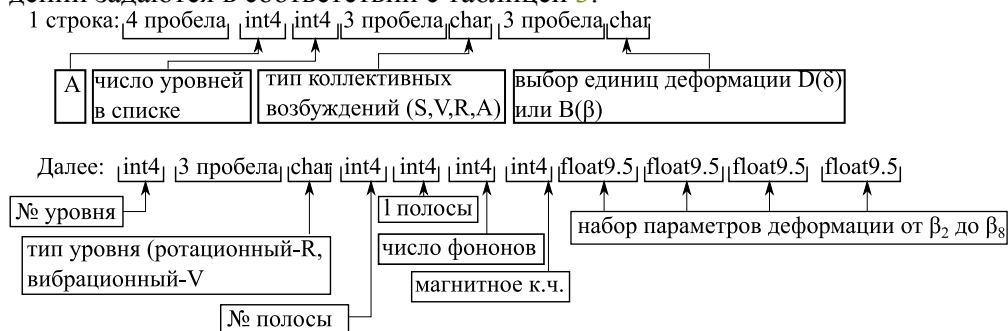 дений задаются в соответствии с таблицей 3.
1 строка: 4 пробела int4 int4 3 пробела char 3 пробела char
A
число уровней
в списке
тип коллективных
возбуждений (S,V,R,A)
выбор единиц деформации D(δ)
или B(β)
Далее: int4 3 пробела char int4 int4 int4 int4 float9.5 float9.5 float9.5 float9.5
№ уровня
l полосы
набор параметров деформации от β2 до β8
тип уровня (ротационный-R,
вибрационный-V
число фононов
магнитное к.ч.
№ полосы